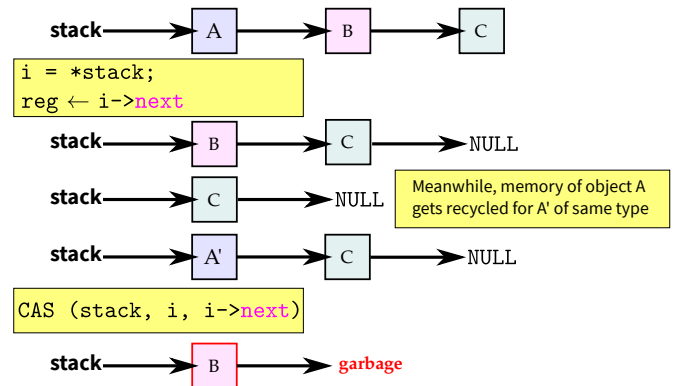 stack A B C
i = *stack;
reg ← i->next
stack B C NULL
stack C NULL
Meanwhile, memory of object A
gets recycled for A' of same type
stack A' C NULL
CAS (stack, i, i->next)
stack B garbage